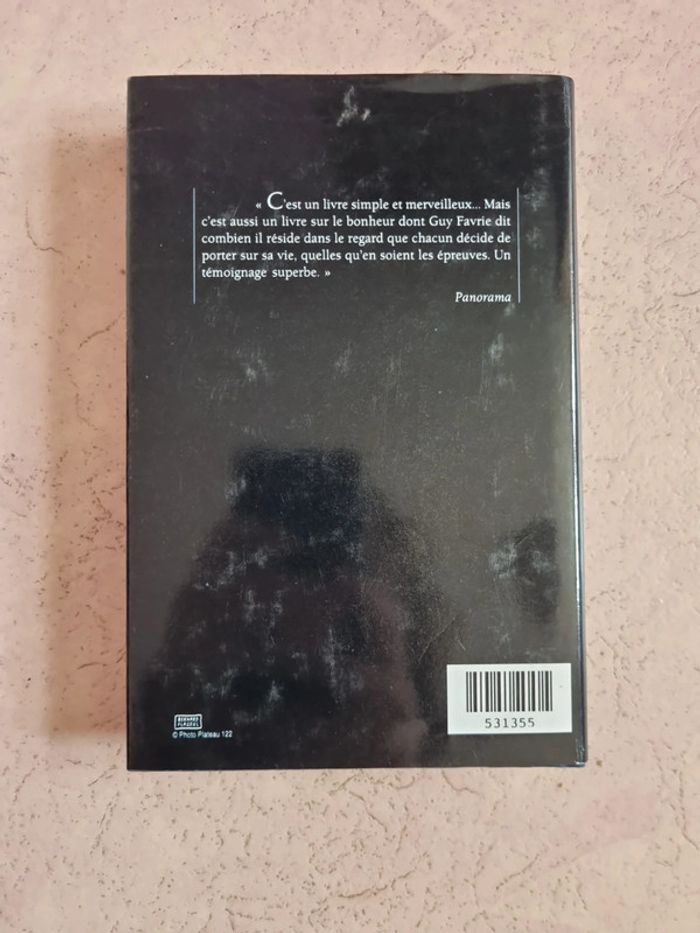 « C'est un livre simple et merveilleux... Mais
c'est aussi un livre sur le bonheur dont Guy Favrie dit
combien il réside dans le regard que chacun décide de
porter sur sa vie, quelles qu'en soient les épreuves. Un
témoignage superbe. »
Panorama
531355
© Photo Plateau 122